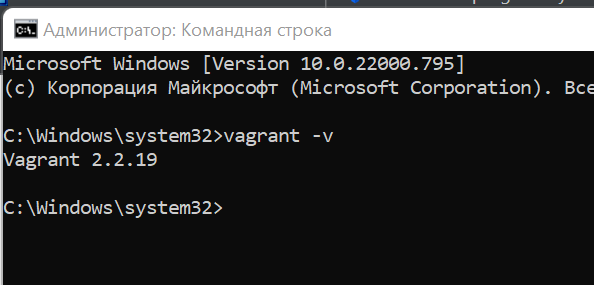 Администратор: Командная строка
Microsoft Windows [Version 10.0.22000.795]
(c) Корпорация Майкрософт (Microsoft Corporation). Все
C:\Windows\system32>vagrant -v
Vagrant 2.2.19
C:\Windows\system32>